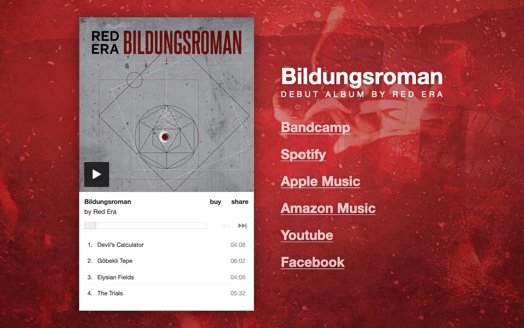 RED ERA BILDUNGSROMAN
Bildungsroman buy share
by Red Era
1. Devil's Calculator 04:08
2. Göbekli Tepe 06:02
3. Elysian Fields 04:06
4. The Trials 05:32
Bildungsroman
DEBUT ALBUM BY RED ERA
Bandcamp
Spotify
Apple Music
Amazon Music
Youtube
Facebook